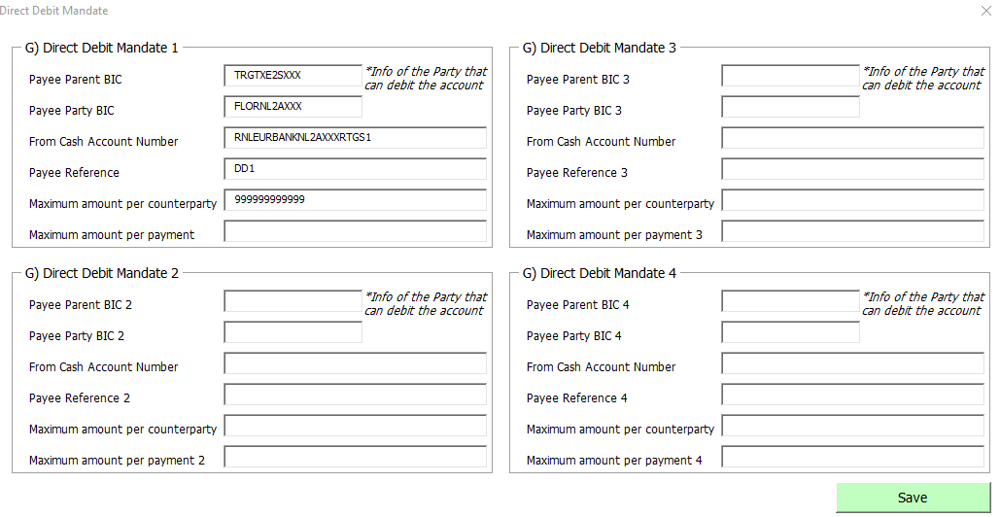 Direct Debit Mandate
G) Direct Debit Mandate 1
Payee Parent BIC TRGTXE2SXXX *Info of the Party that
can debit the account
Payee Party BIC FLORNL2AXXX
From Cash Account Number RNLEURBANKNL2AXXXRTGS1
Payee Reference DD1
Maximum amount per counterparty 999999999999
Maximum amount per payment
G) Direct Debit Mandate 2
Payee Parent BIC 2 *Info of the Party that
can debit the account
Payee Party BIC 2
From Cash Account Number
Payee Reference 2
Maximum amount per counterparty
Maximum amount per payment 2
G) Direct Debit Mandate 3
Payee Parent BIC 3 *Info of the Party that
can debit the account
Payee Party BIC 3
From Cash Account Number
Payee Reference 3
Maximum amount per counterparty
Maximum amount per payment 3
G) Direct Debit Mandate 4
Payee Parent BIC 4 *Info of the Party that
can debit the account
Payee Party BIC 4
From Cash Account Number
Payee Reference 4
Maximum amount per counterparty
Maximum amount per payment 4
Save